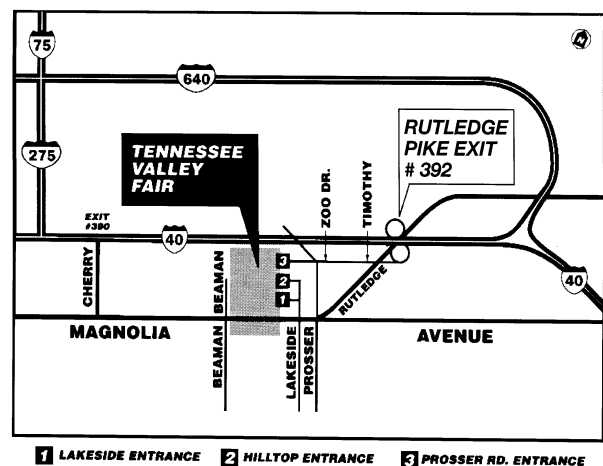 75
N
640
RUTLEDGE
PIKE EXIT
# 392
TENNESSEE
VALLEY
FAIR
275
ZOO DR.
TIMOTHY
EXIT
#390
40
CHERRY
BEAMAN
3
2
1
RUTLEDGE
40
MAGNOLIA
AVENUE
BEAMAN
LAKESIDE
PROSSER
1 LAKESIDE ENTRANCE 2 HILLTOP ENTRANCE 3 PROSSER RD. ENTRANCE